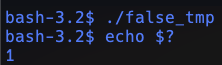 bash-3.2$ ./false_tmp
bash-3.2$ echo $?
1